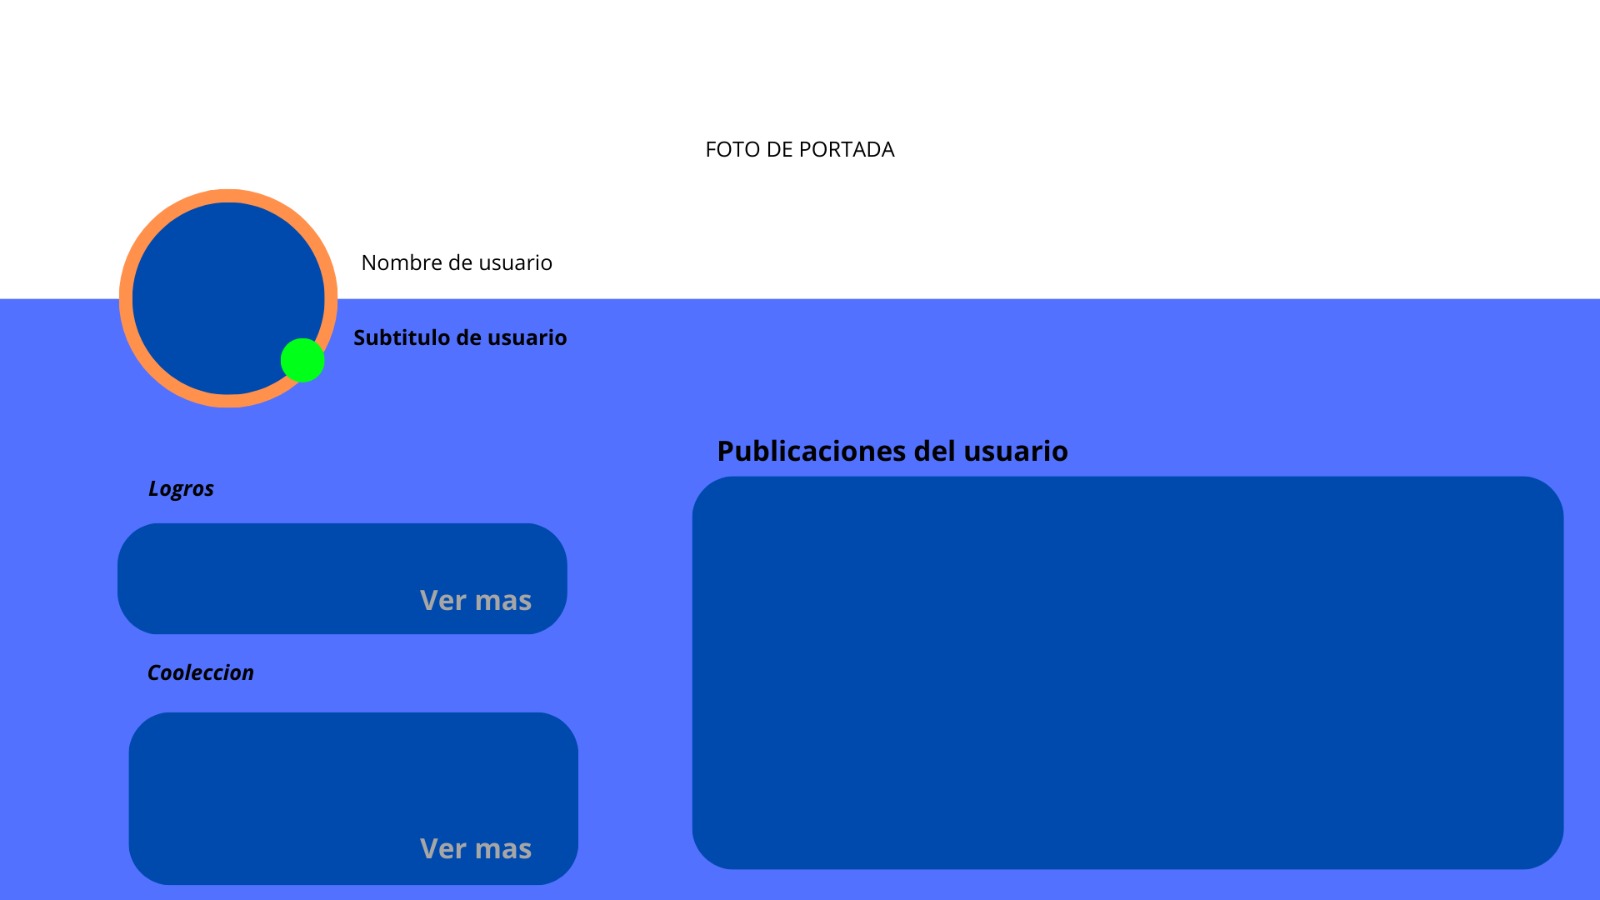 FOTO DE PORTADA
Nombre de usuario
Subtitulo de usuario
Publicaciones del usuario
Logros
Ver mas
Cooleccion
Ver mas